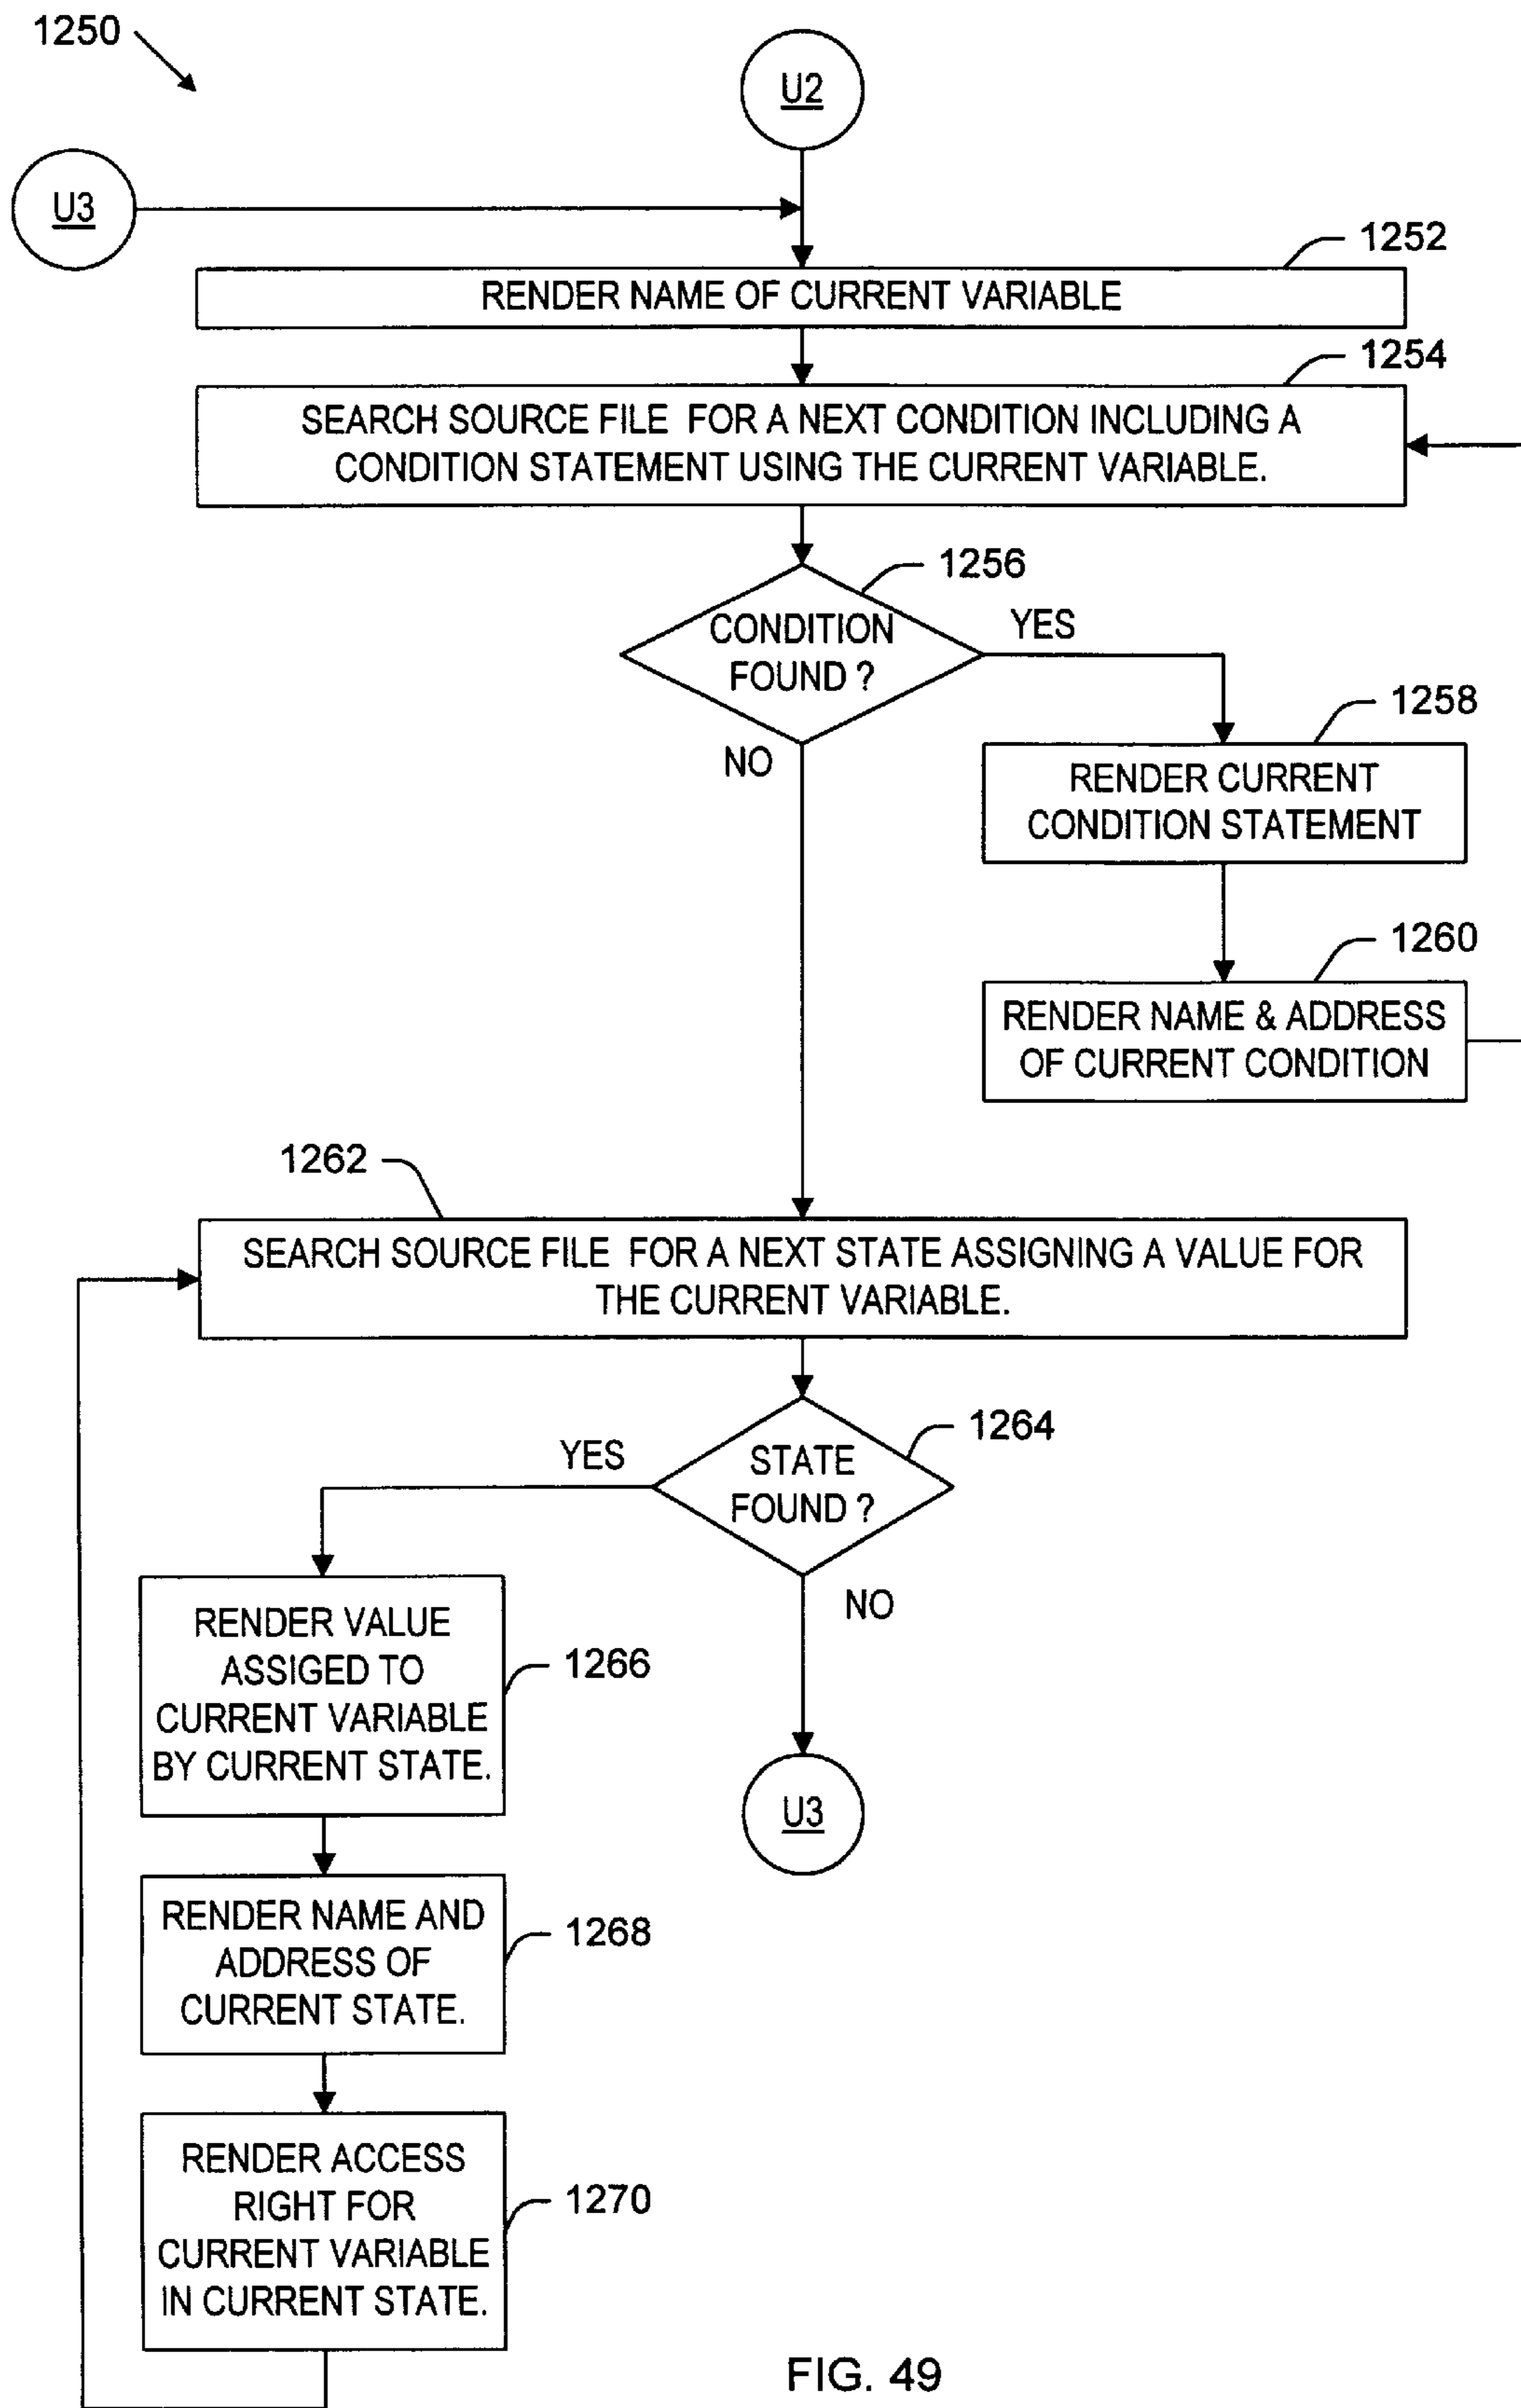 1250
U2
U3
1252
RENDER NAME OF CURRENT VARIABLE
1254
SEARCH SOURCE FILE FOR A NEXT CONDITION INCLUDING A
CONDITION STATEMENT USING THE CURRENT VARIABLE.
1256
CONDITION
FOUND ?
YES
NO
1258
RENDER CURRENT
CONDITION STATEMENT
1260
RENDER NAME & ADDRESS
OF CURRENT CONDITION
1262
SEARCH SOURCE FILE FOR A NEXT STATE ASSIGNING A VALUE FOR
THE CURRENT VARIABLE.
1264
STATE
FOUND ?
YES
NO
RENDER VALUE
ASSIGED TO
CURRENT VARIABLE
BY CURRENT STATE.
1266
U3
RENDER NAME AND
ADDRESS OF
CURRENT STATE.
1268
RENDER ACCESS
RIGHT FOR
CURRENT VARIABLE
IN CURRENT STATE.
1270
FIG. 49